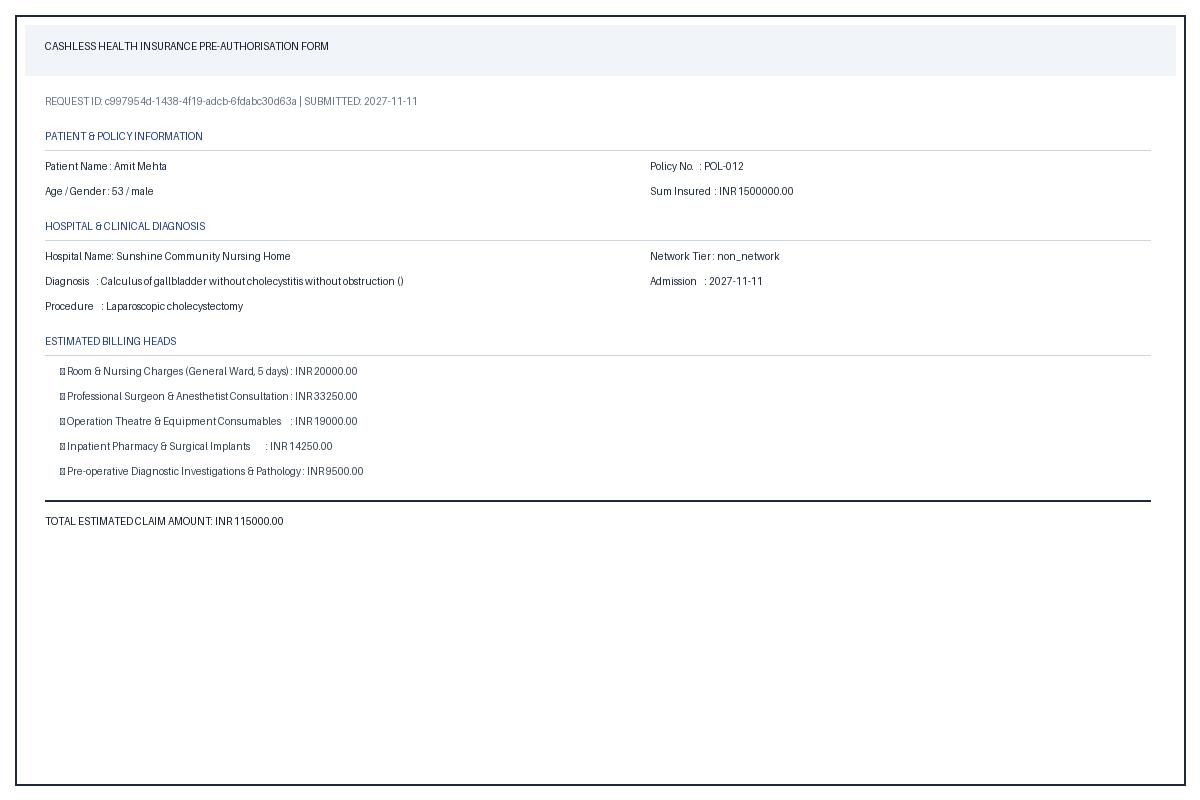 CASHLESS HEALTH INSURANCE PRE-AUTHORISATION FORM
REQUEST ID: c997954d-1438-4f19-adcb-6fdabc30d63a | SUBMITTED: 2027-11-11
PATIENT & POLICY INFORMATION
Patient Name : Amit Mehta
Policy No. : POL-012
Age / Gender : 53 / male
Sum Insured : INR 1500000.00
HOSPITAL & CLINICAL DIAGNOSIS
Hospital Name: Sunshine Community Nursing Home
Network Tier : non_network
Diagnosis : Calculus of gallbladder without cholecystitis without obstruction ()
Admission : 2027-11-11
Procedure : Laparoscopic cholecystectomy
ESTIMATED BILLING HEADS
Room & Nursing Charges (General Ward, 5 days) : INR 20000.00
Professional Surgeon & Anesthetist Consultation : INR 33250.00
Operation Theatre & Equipment Consumables : INR 19000.00
Inpatient Pharmacy & Surgical Implants : INR 14250.00
Pre-operative Diagnostic Investigations & Pathology : INR 9500.00
TOTAL ESTIMATED CLAIM AMOUNT: INR 115000.00